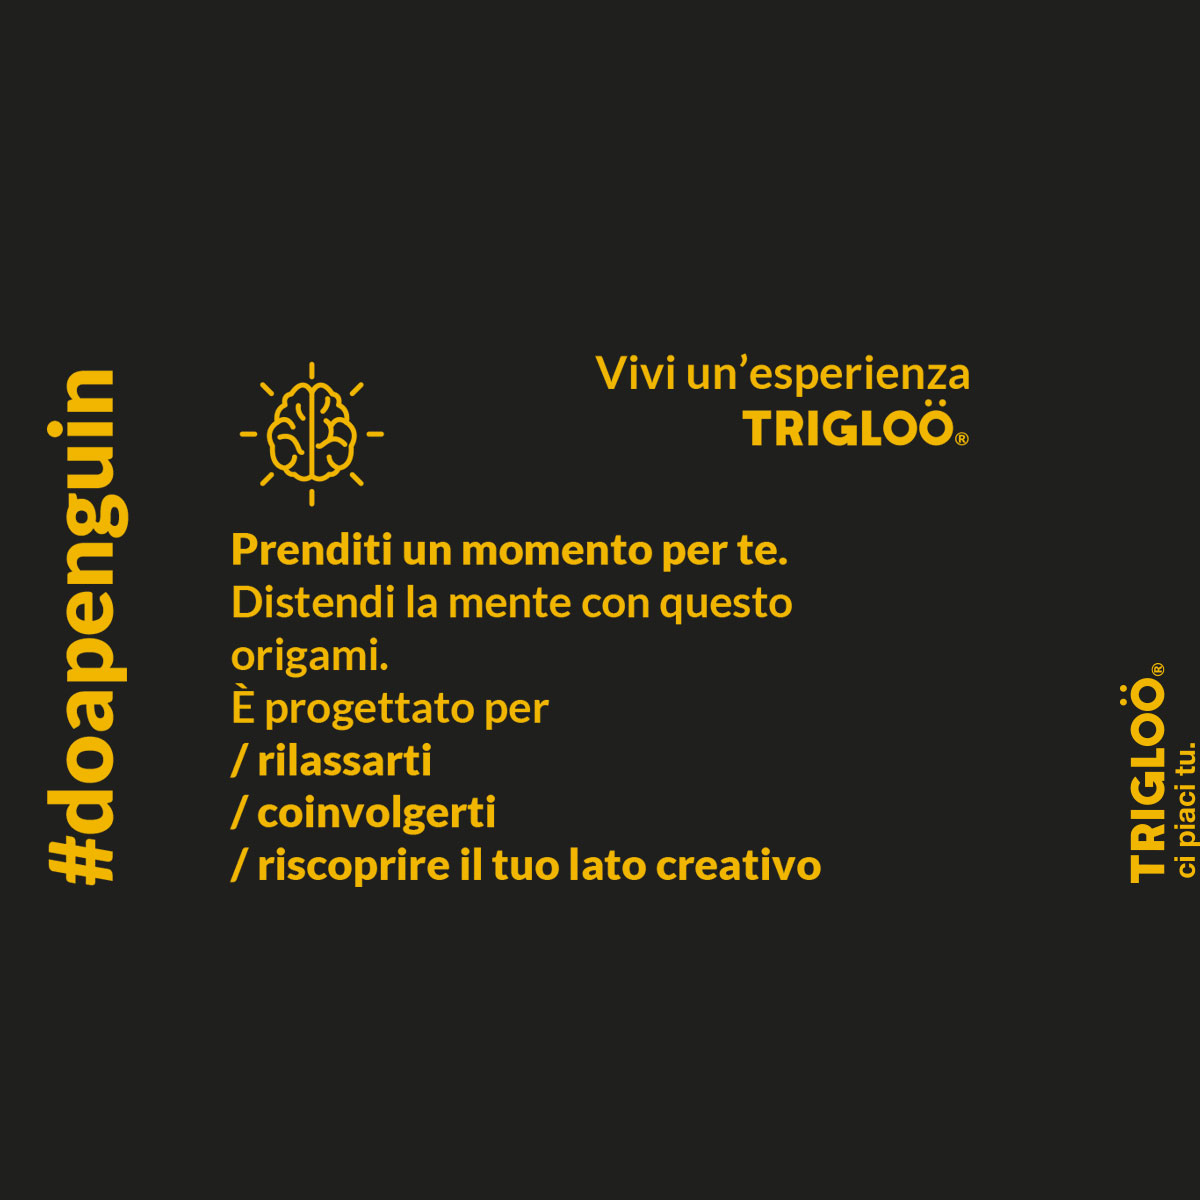 #doapenguin
Vivi un’esperienza
TRIGLOÖ®
Prenditi un momento per te.
Distendi la mente con questo
origami.
È progettato per
/ rilassarti
/ coinvolgerti
/ riscoprire il tuo lato creativo
TRIGLOÖ®
ci piaci tu.